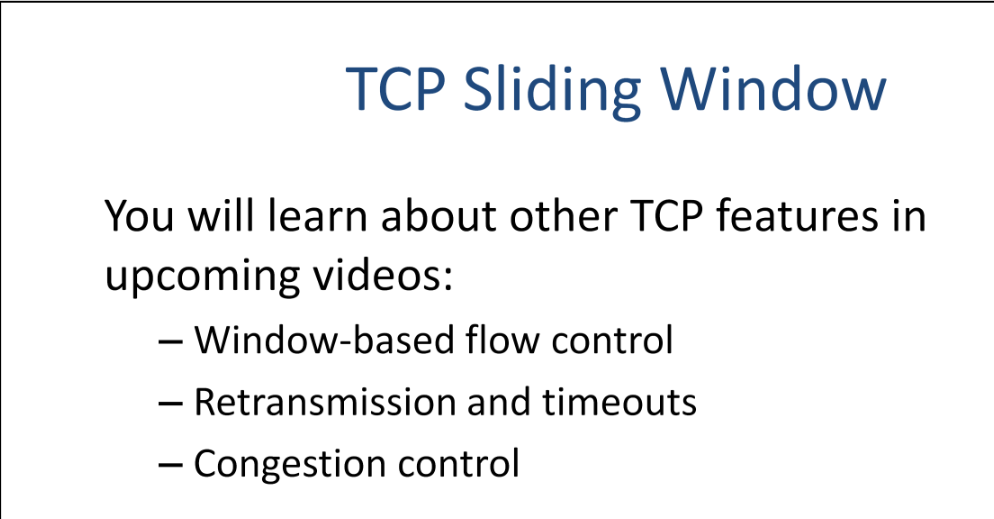 TCP Sliding Window
You will learn about other TCP features in
upcoming videos:
– Window-based flow control
– Retransmission and timeouts
– Congestion control